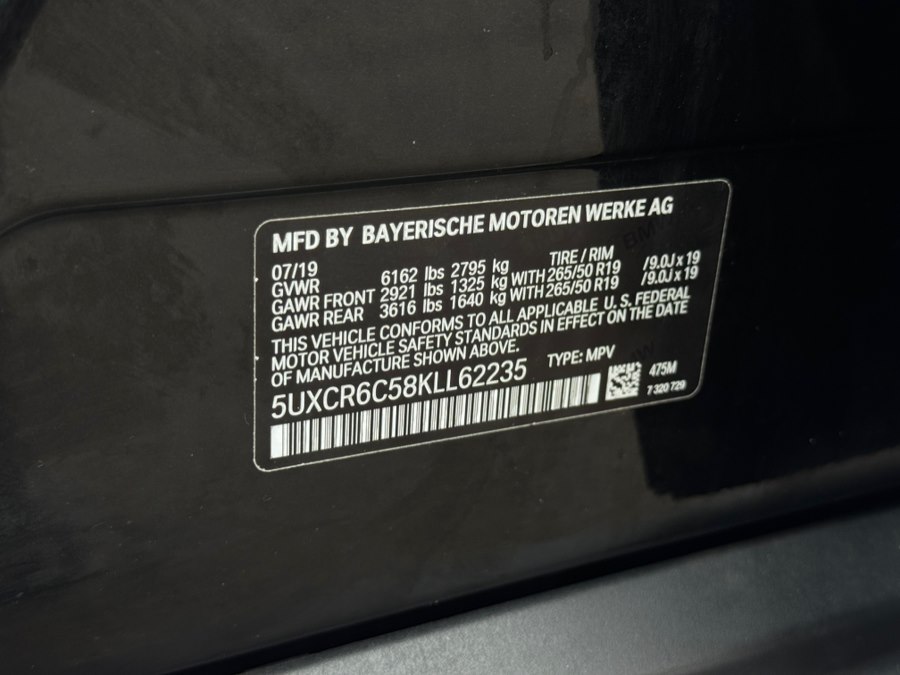 MFD BY BAYERISCHE MOTOREN WERKE AG
07/19 TIRE / RIM
GVWR 6162 lbs 2795 kg
GAWR FRONT 2921 lbs 1325 kg WITH 265/50 R19 /9.0J x 19
GAWR REAR 3616 lbs 1640 kg WITH 265/50 R19 /9.0J x 19
THIS VEHICLE CONFORMS TO ALL APPLICABLE U. S. FEDERAL
MOTOR VEHICLE SAFETY STANDARDS IN EFFECT ON THE DATE
OF MANUFACTURE SHOWN ABOVE. TYPE: MPV
5UXCR6C58KLL62235 475M
7 320 729